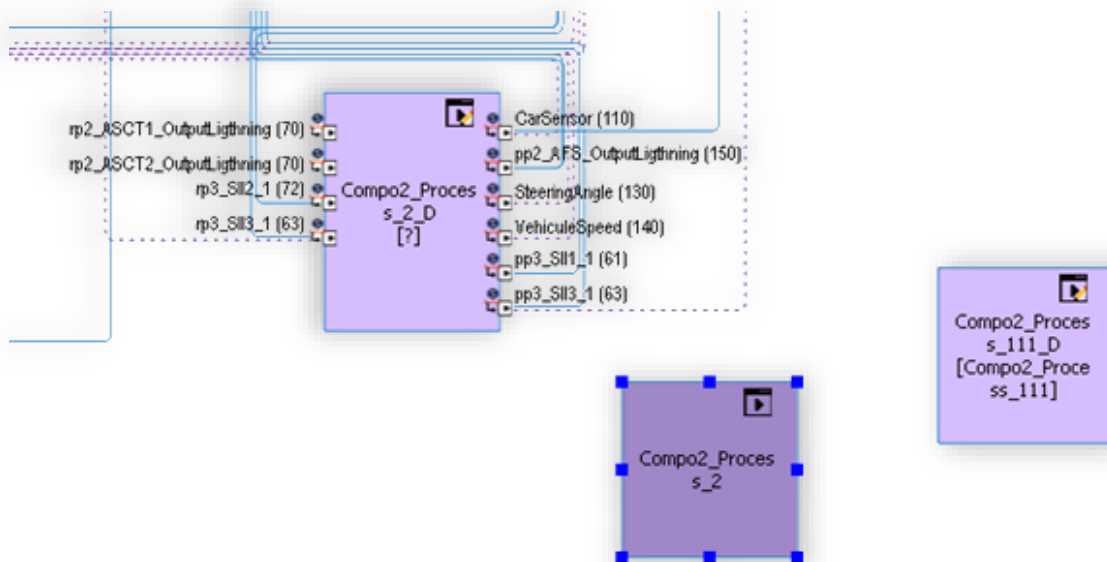 rp2_ASCT1_OutputLigthning (70)
rp2_ASCT2_OutputLigthning (70)
rp3_SII2_1 (72)
rp3_SII3_1 (63)
Compo2_Proces
s_2_D
[?]
CarSensor (110)
pp2_AFS_OutputLigthning (150)
SteeringAngle (130)
VehiculeSpeed (140)
pp3_SII1_1 (61)
pp3_SII3_1 (63)
Compo2_Proces
s_111_D
[Compo2_Proce
ss_111]
Compo2_Proces
s_2